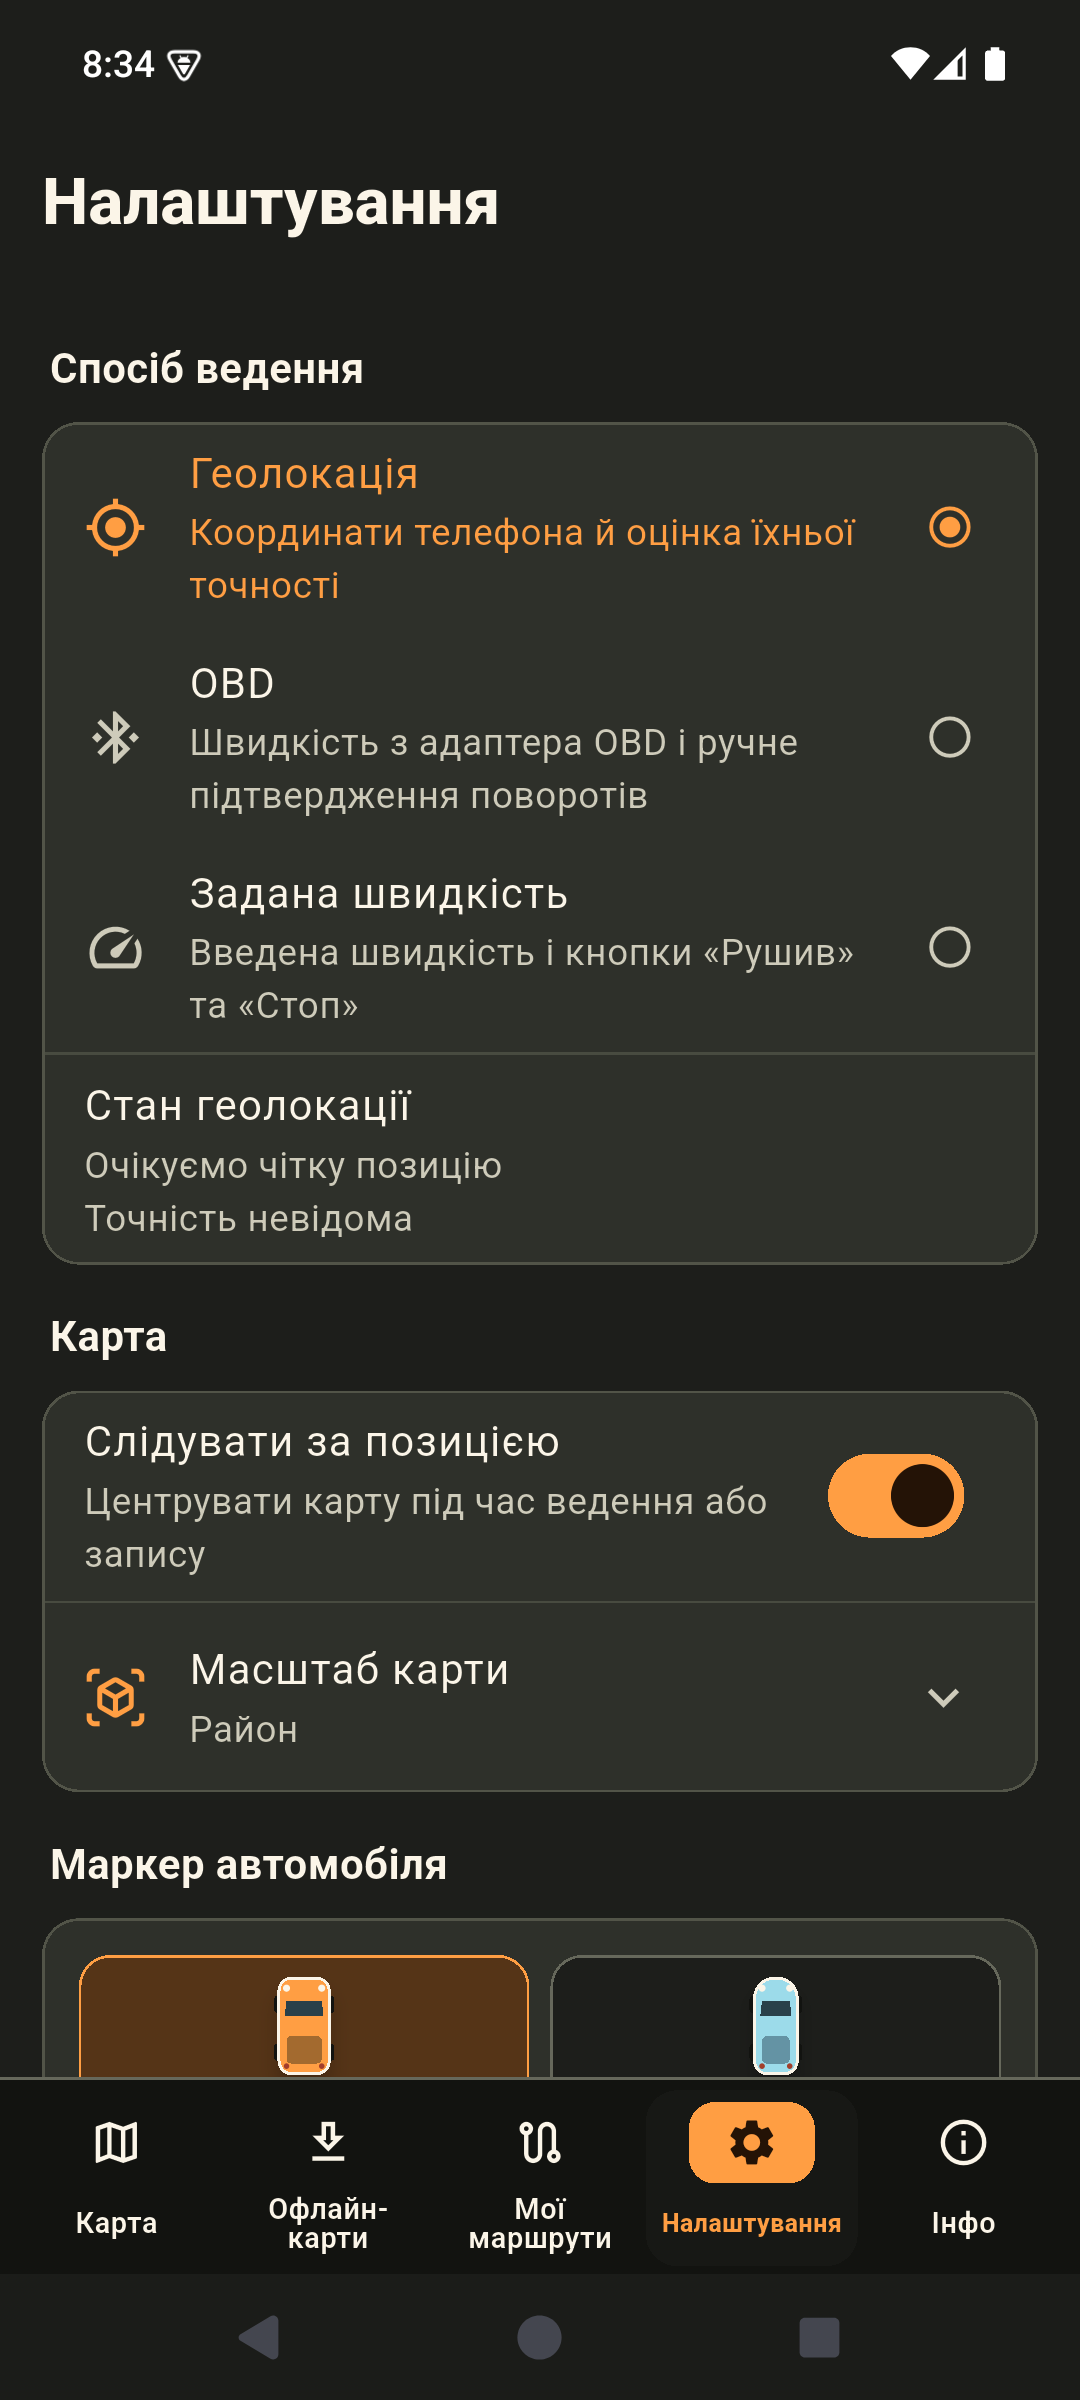 8:34
Налаштування
Спосіб ведення
Геолокація
Координати телефона й оцінка їхньої
точності
OBD
Швидкість з адаптера OBD і ручне
підтвердження поворотів
Задана швидкість
Введена швидкість і кнопки «Рушив»
та «Стоп»
Стан геолокації
Очікуємо чітку позицію
Точність невідома
Карта
Слідувати за позицією
Центрувати карту під час ведення або
запису
Масштаб карти
Район
Маркер автомобіля
Карта
Офлайн-
карти
Мої
маршрути
Налаштування
Інфо